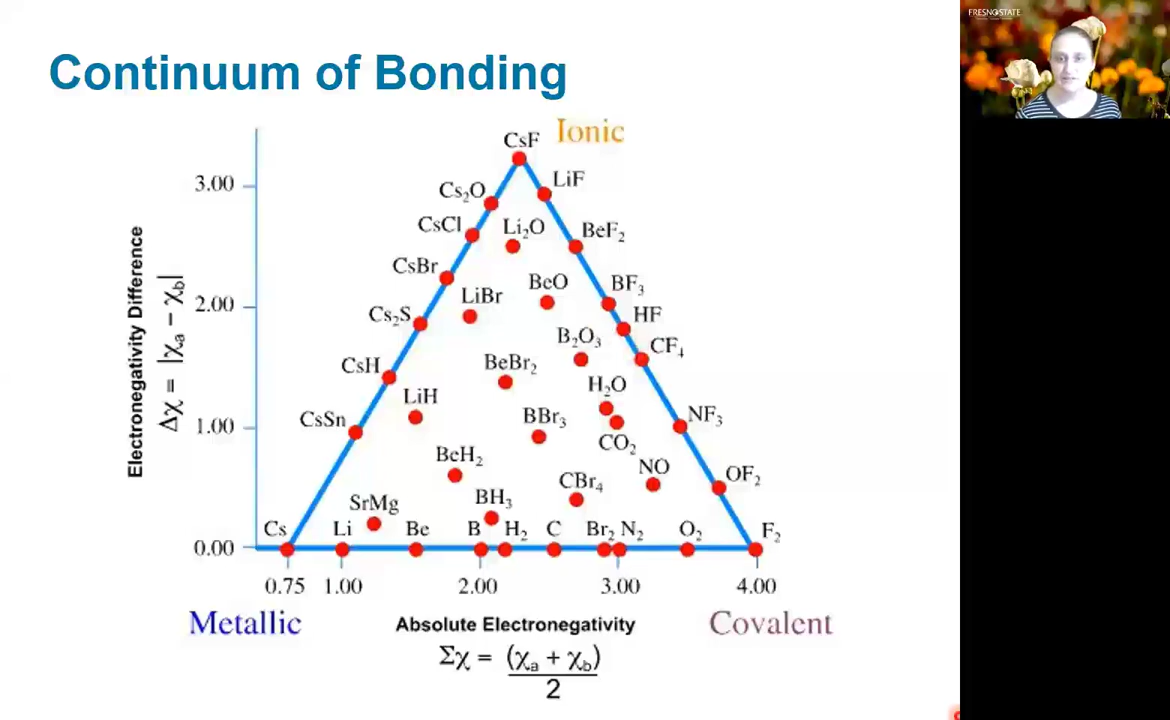 FRESNO STATE
Continuum of Bonding
Ionic
CsF
LiF
Cs₂O
CsCl
Li₂O
BeF₂
CsBr
LiBr
BeO
BF₃
Cs₂S
HF
B₂O₃
CF₄
CsH
BeBr₂
LiH
H₂O
CsSn
BBr₃
NF₃
CO₂
BeH₂
NO
CBr₄
OF₂
SrMg
BH₃
Cs
Li
Be
B
H₂
C
Br₂
N₂
O₂
F₂
3.00
2.00
1.00
0.00
Electronegativity Difference
Δχ = |χₐ − χ_b|
0.75 1.00 2.00 3.00 4.00
Metallic
Absolute Electronegativity
Covalent
Σχ = (χₐ + χ_b)
2